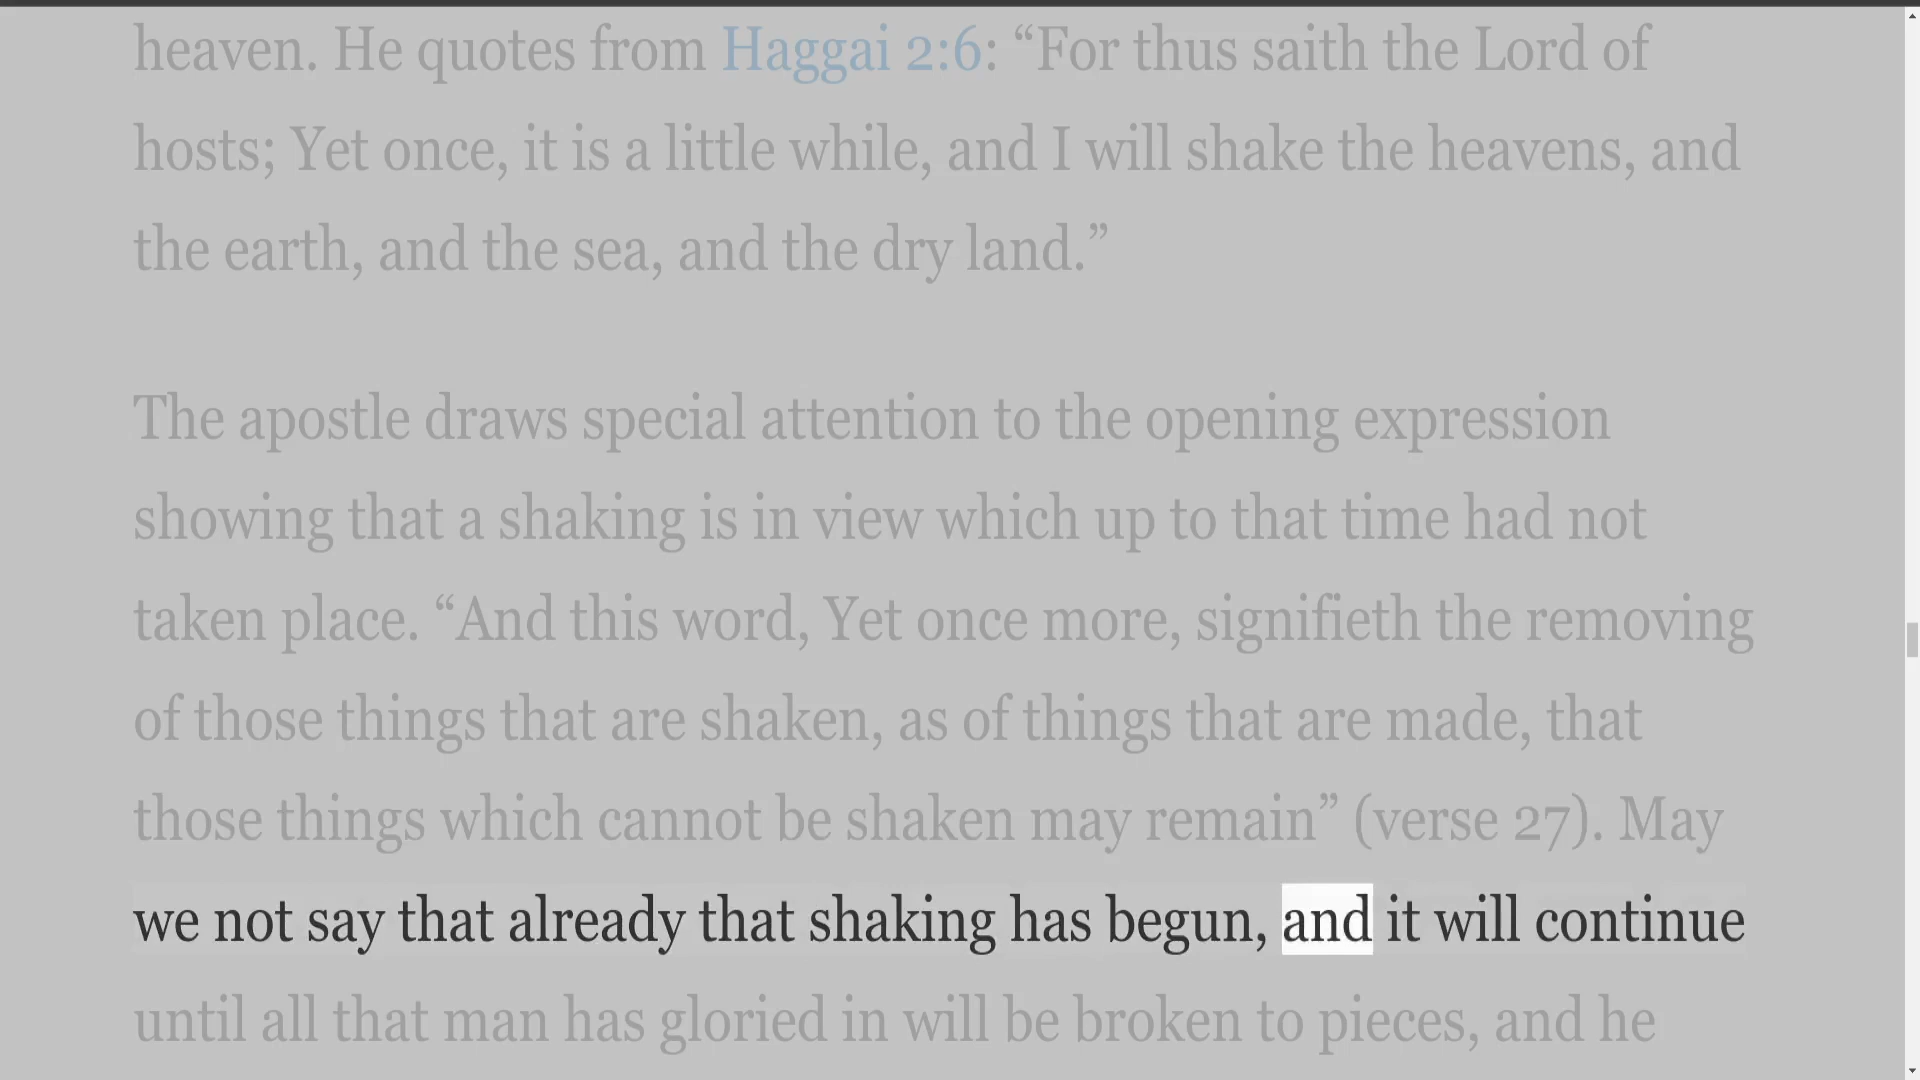 heaven. He quotes from Haggai 2:6: “For thus saith the Lord of
hosts; Yet once, it is a little while, and I will shake the heavens, and
the earth, and the sea, and the dry land.”
The apostle draws special attention to the opening expression
showing that a shaking is in view which up to that time had not
taken place. “And this word, Yet once more, signifieth the removing
of those things that are shaken, as of things that are made, that
those things which cannot be shaken may remain” (verse 27). May
we not say that already that shaking has begun, and it will continue
until all that man has gloried in will be broken to pieces, and he